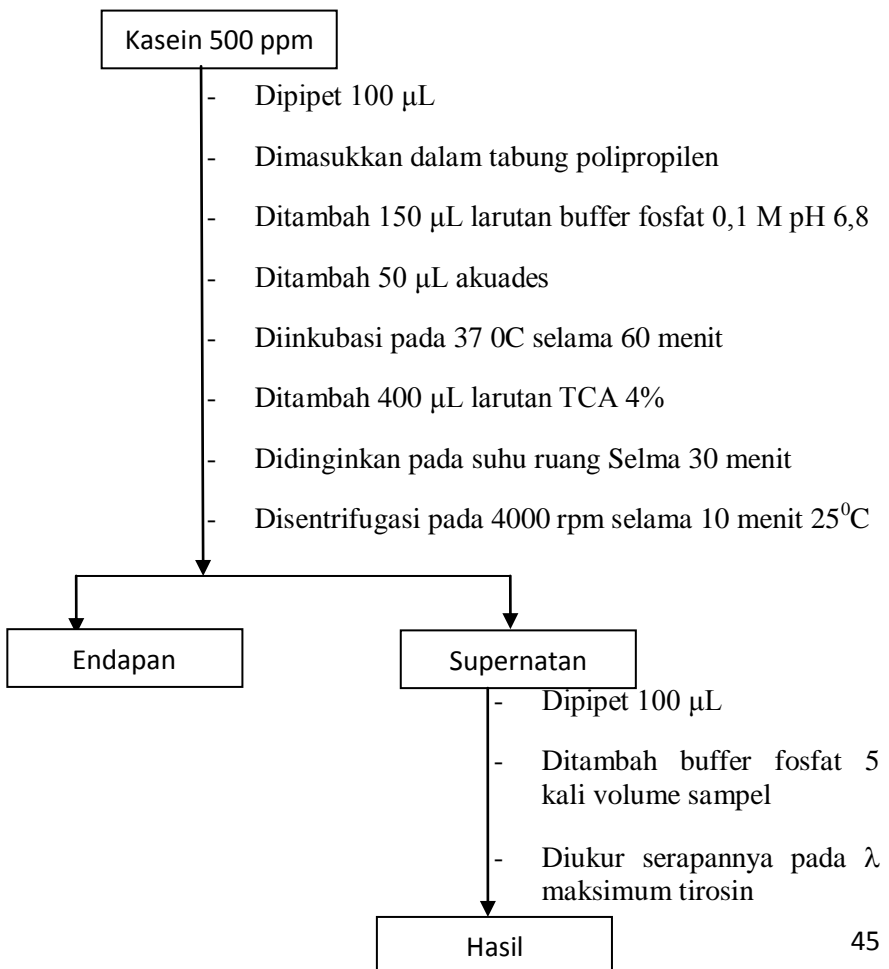 Kasein 500 ppm
- Dipipet 100 μL
- Dimasukkan dalam tabung polipropilen
- Ditambah 150 μL larutan buffer fosfat 0,1 M pH 6,8
- Ditambah 50 μL akuades
- Diinkubasi pada 37 0C selama 60 menit
- Ditambah 400 μL larutan TCA 4%
- Didinginkan pada suhu ruang Selma 30 menit
- Disentrifugasi pada 4000 rpm selama 10 menit 25⁰C
Endapan
Supernatan
- Dipipet 100 μL
- Ditambah buffer fosfat 5
kali volume sampel
- Diukur serapannya pada λ
maksimum tirosin
Hasil
45